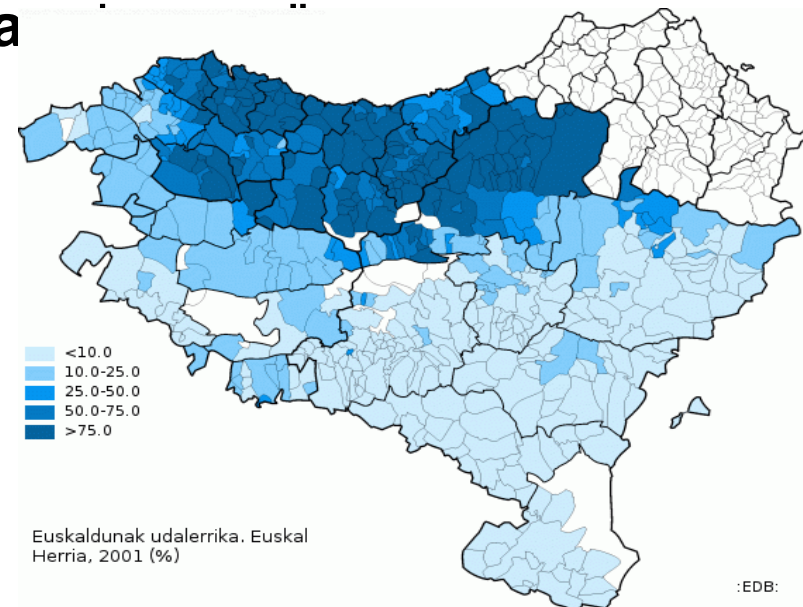 a
<10.0
10.0-25.0
25.0-50.0
50.0-75.0
>75.0
Euskaldunak udalerrika. Euskal
Herria, 2001 (%)
:EDB: